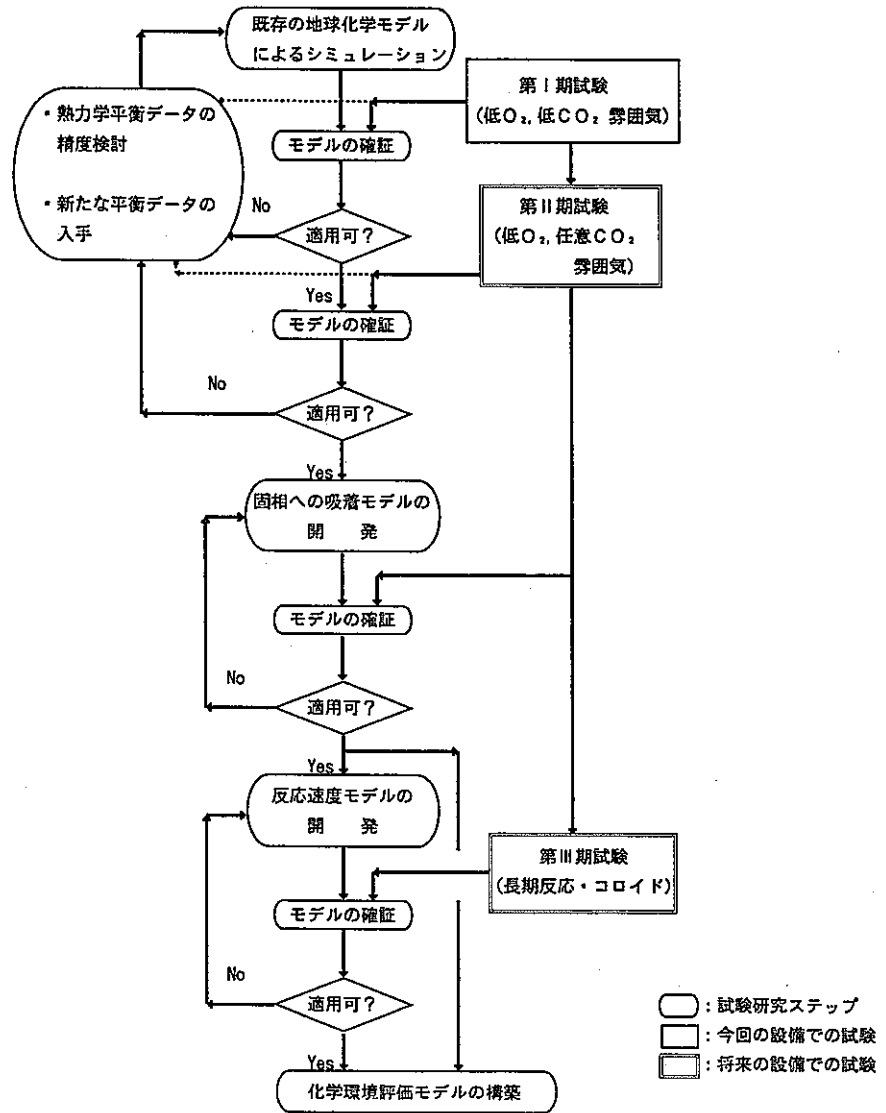 既存の地球化学モデル
によるシミュレーション
第Ⅰ期試験
(低O₂, 低CO₂ 雰囲気)
・熱力学平衡データの
精度検討
・新たな平衡データの
入手
モデルの確証
第Ⅱ期試験
(低O₂, 任意CO₂
雰囲気)
No
適用可?
Yes
モデルの確証
No
適用可?
Yes
固相への吸着モデルの
開 発
モデルの確証
No
適用可?
Yes
反応速度モデルの
開 発
第Ⅲ期試験
(長期反応・コロイド)
モデルの確証
No
適用可?
Yes
化学環境評価モデルの構築
:試験研究ステップ
:今回の設備での試験
:将来の設備での試験